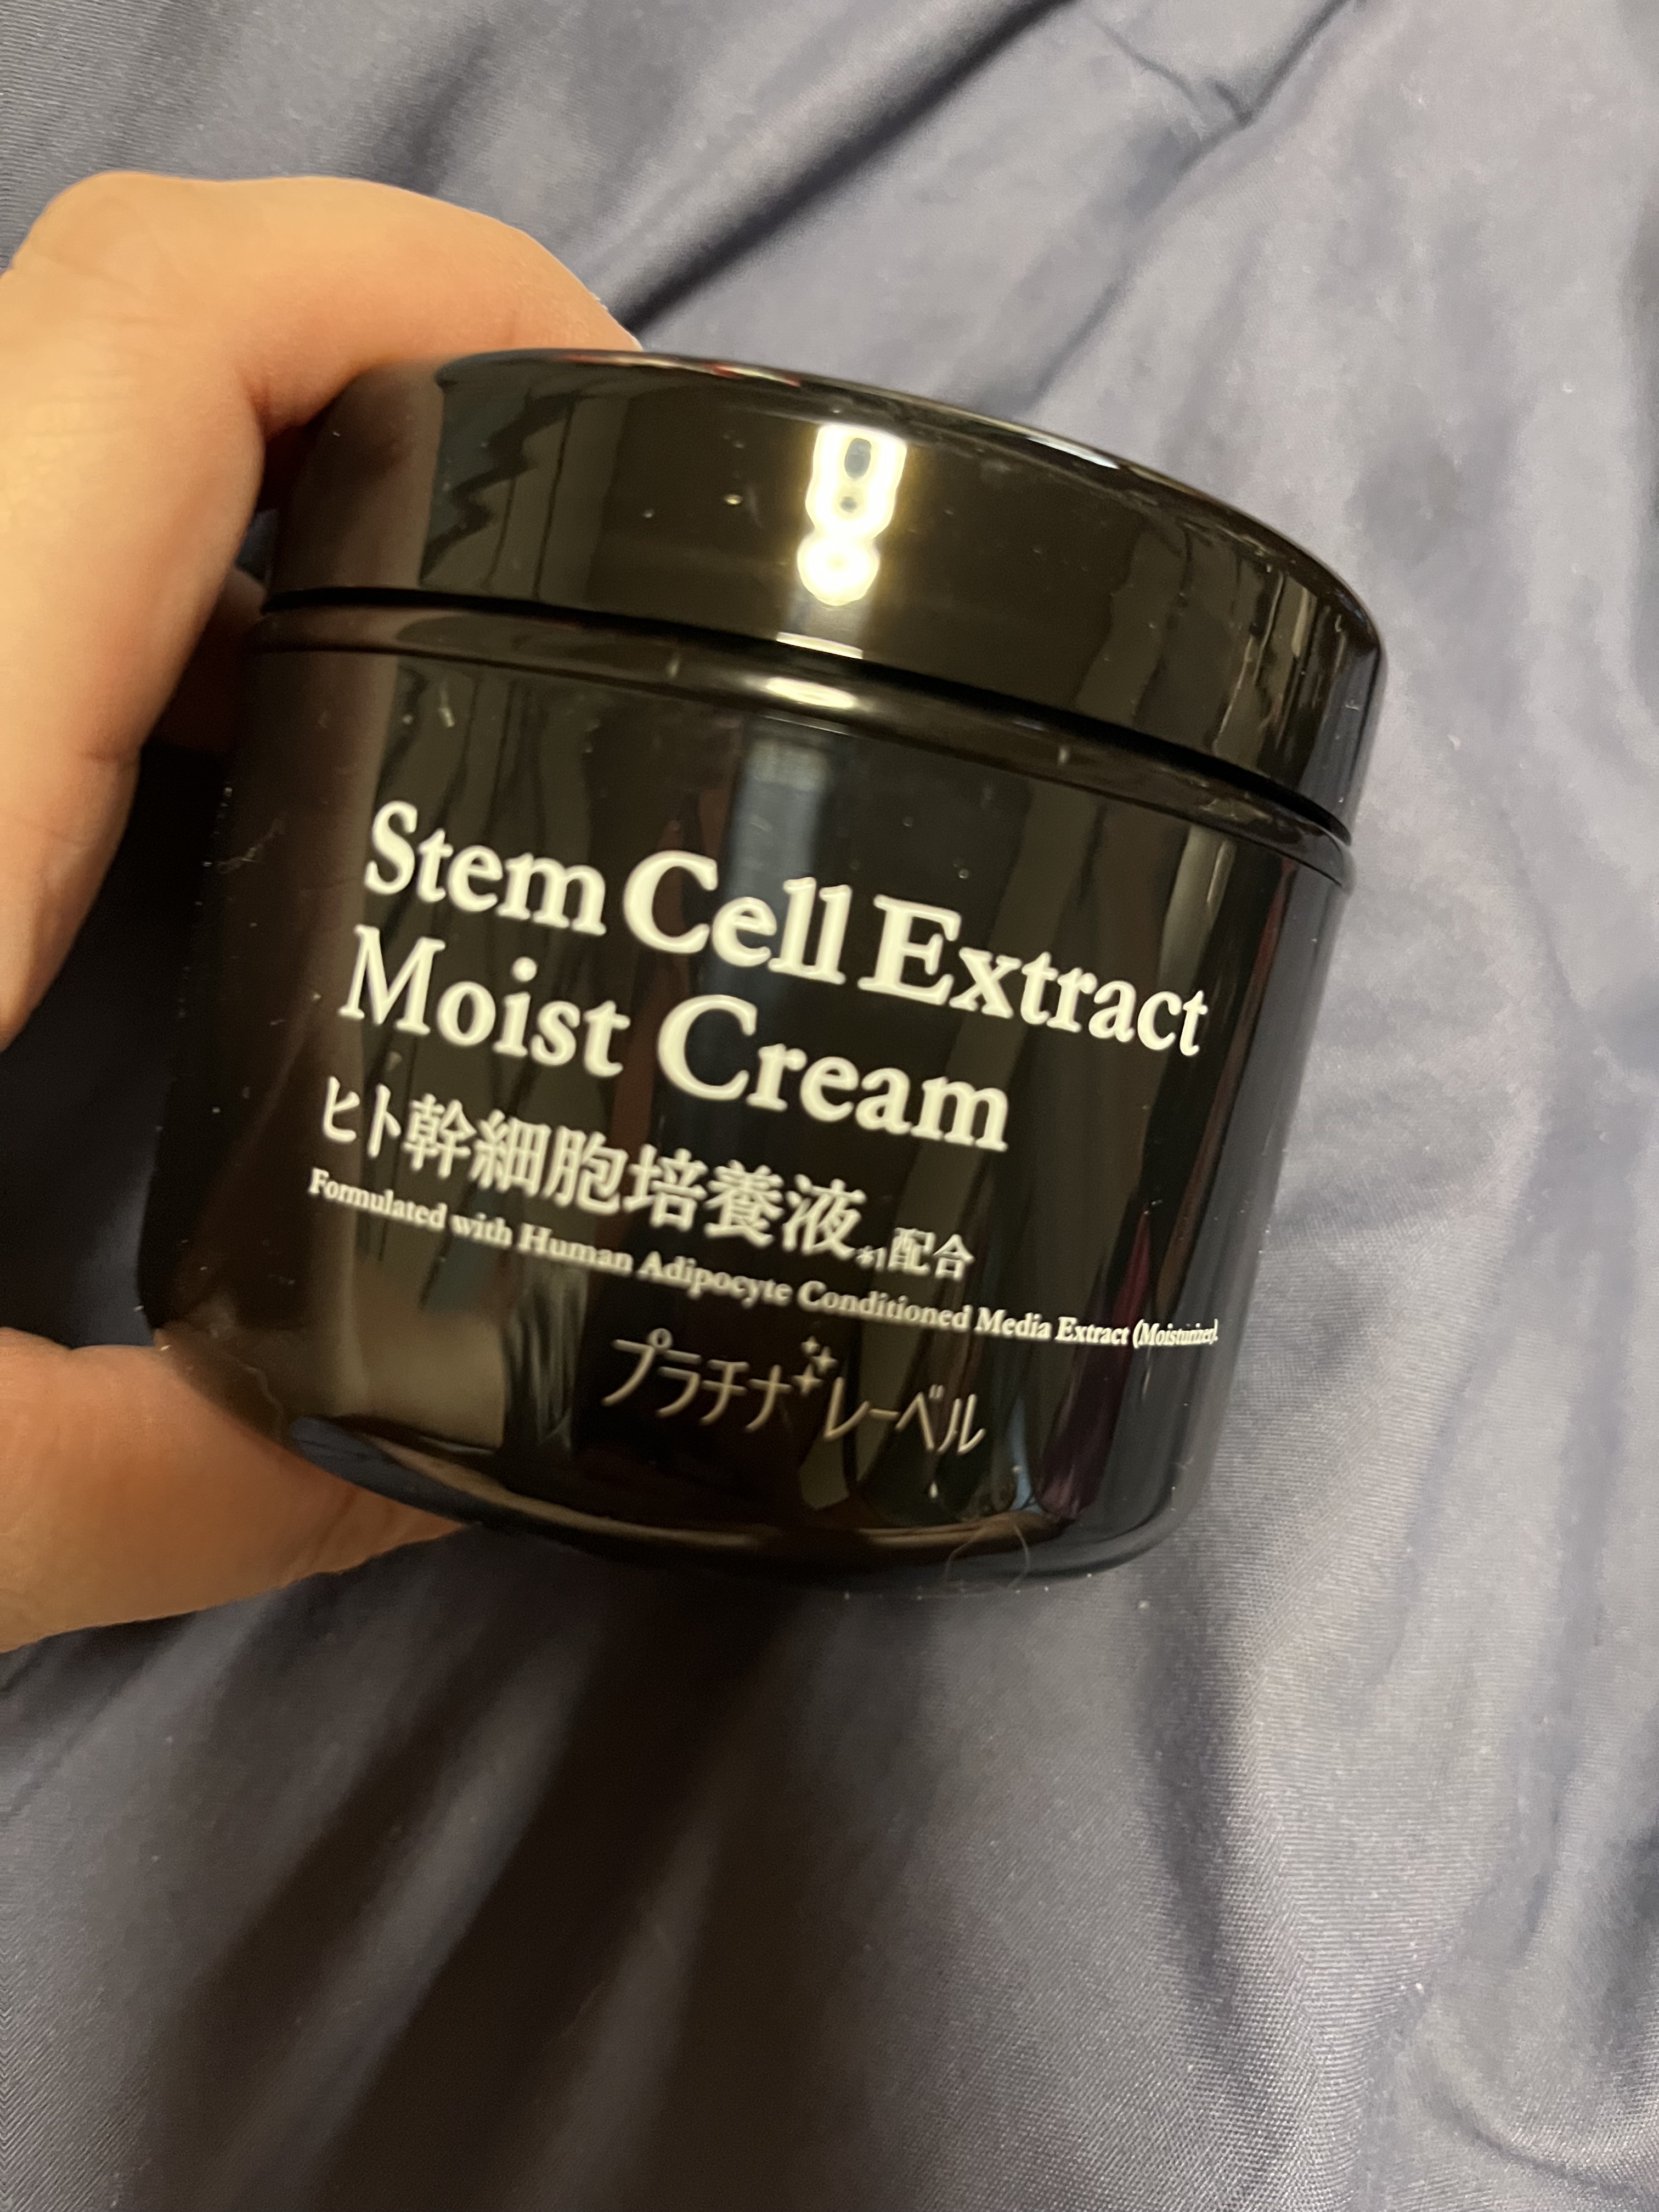 Stem Cell Extract
Moist Cream
ヒト幹細胞培養液*1配合
Formulated with Human Adipocyte Conditioned Media Extract (Moisturizer).
プラチナレーベル